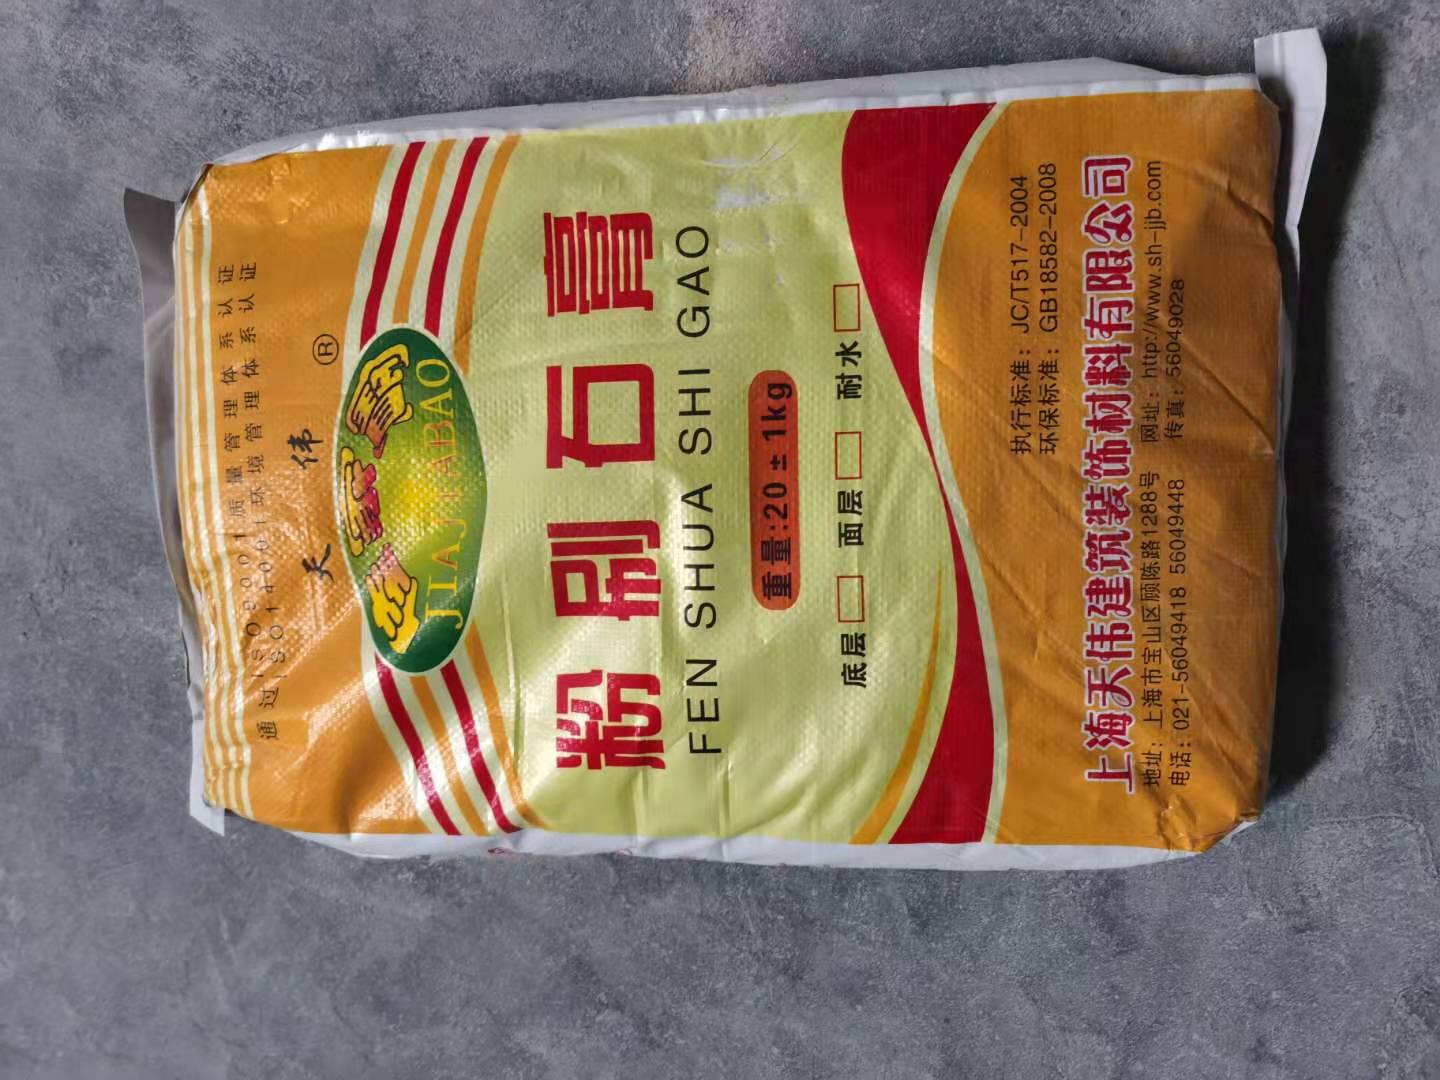 通过ISO9001质量管理体系认证
ISO14001环境管理体系认证
天伟®
家家宝
JIAJIABAO
粉刷石膏
FEN SHUA SHI GAO
重量:20±1kg
底层□ 面层□ 耐水□
执行标准：JC/T517-2004
环保标准：GB18582-2008
上海天伟建筑装饰材料有限公司
地址：上海市宝山区顾陈路1288号 网址：http://www.sh-jjb.com
电话：021-56049418 56049448 传真：56049028